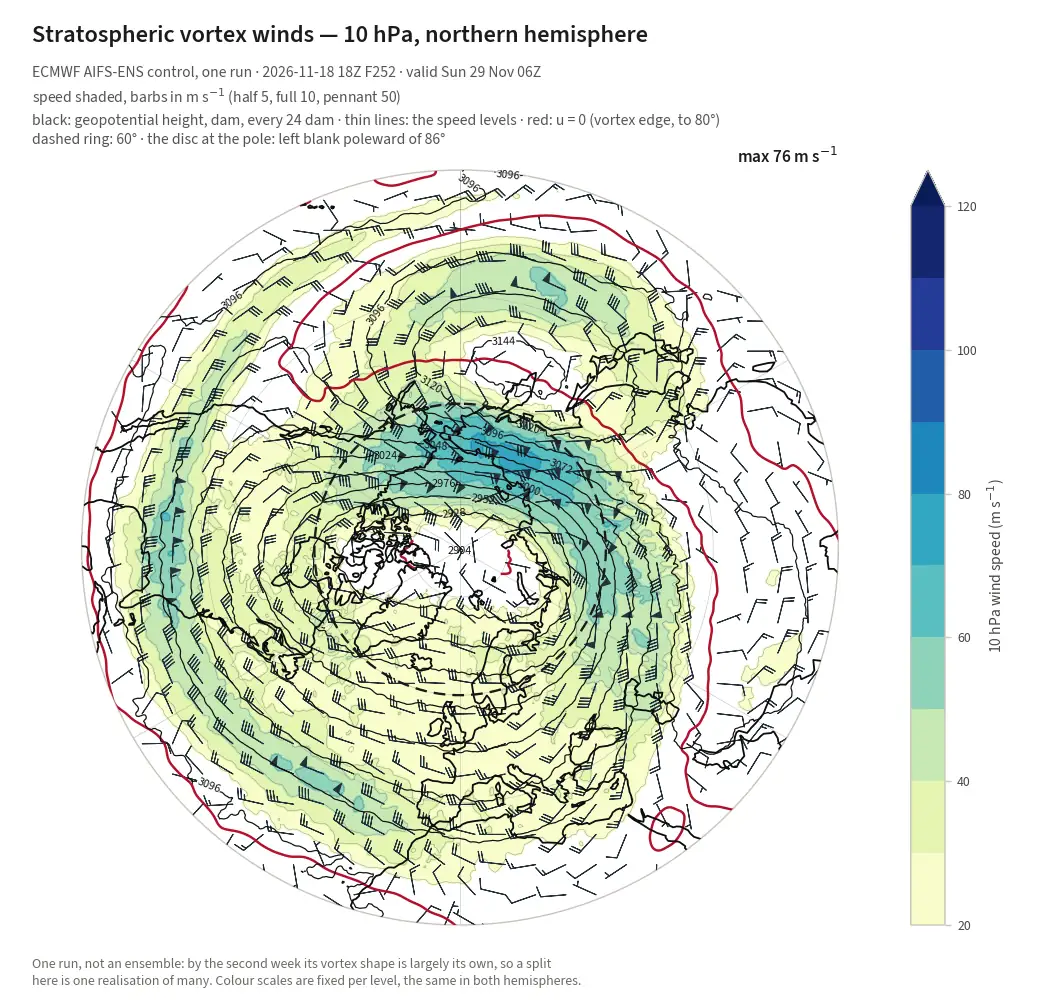 Stratospheric vortex winds — 10 hPa, northern hemisphere
ECMWF AIFS-ENS control, one run · 2026-11-18 18Z F252 · valid Sun 29 Nov 06Z
speed shaded, barbs in m s⁻¹ (half 5, full 10, pennant 50)
black: geopotential height, dam, every 24 dam · thin lines: the speed levels · red: u = 0 (vortex edge, to 80°)
dashed ring: 60° · the disc at the pole: left blank poleward of 86°
max 76 m s⁻¹
3096
3096
120
3096
3096
3144
100
3120
3096
3120
3048
3024
3072
2976
3000
80
2952
2928
2904
10 hPa wind speed (m s⁻¹)
60
3096
40
20
One run, not an ensemble: by the second week its vortex shape is largely its own, so a split
here is one realisation of many. Colour scales are fixed per level, the same in both hemispheres.